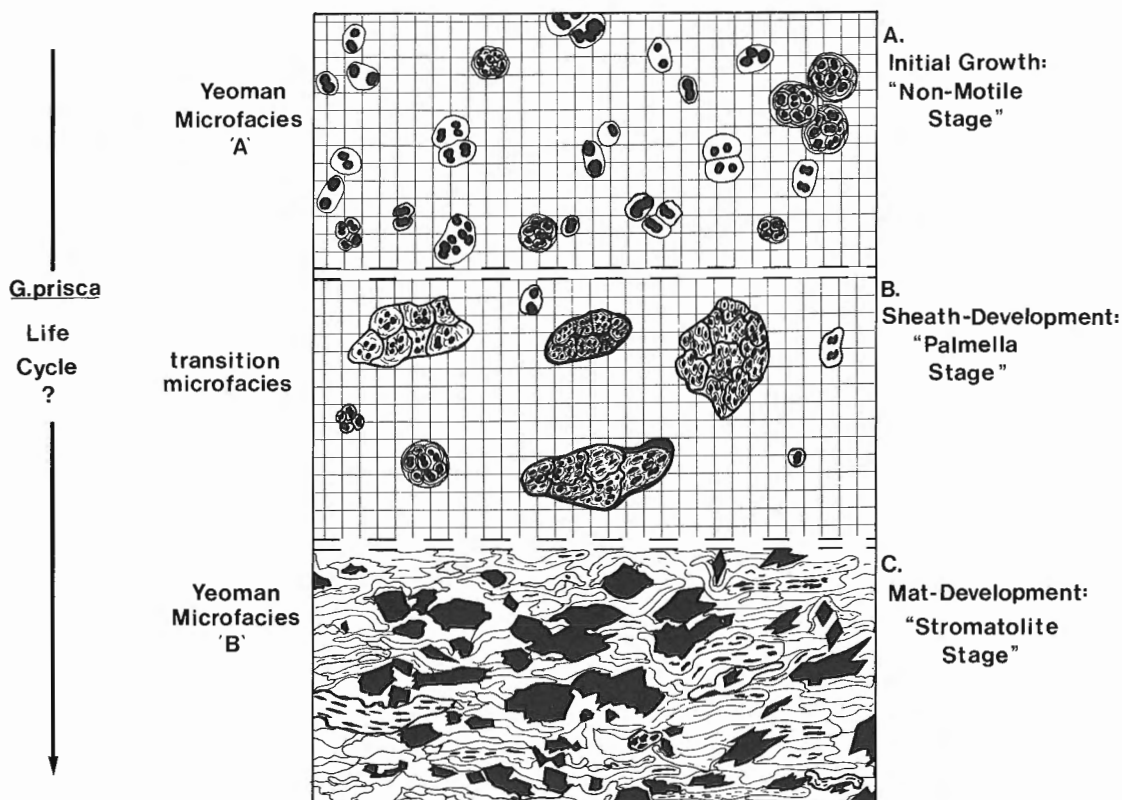 Yeoman
Microfacies
'A'
A.
Initial Growth:
"Non-Motile
Stage"
G.prisca
Life
Cycle
?
transition
microfacies
B.
Sheath-Development:
"Palmella
Stage"
Yeoman
Microfacies
'B'
C.
Mat-Development:
"Stromatolite
Stage"